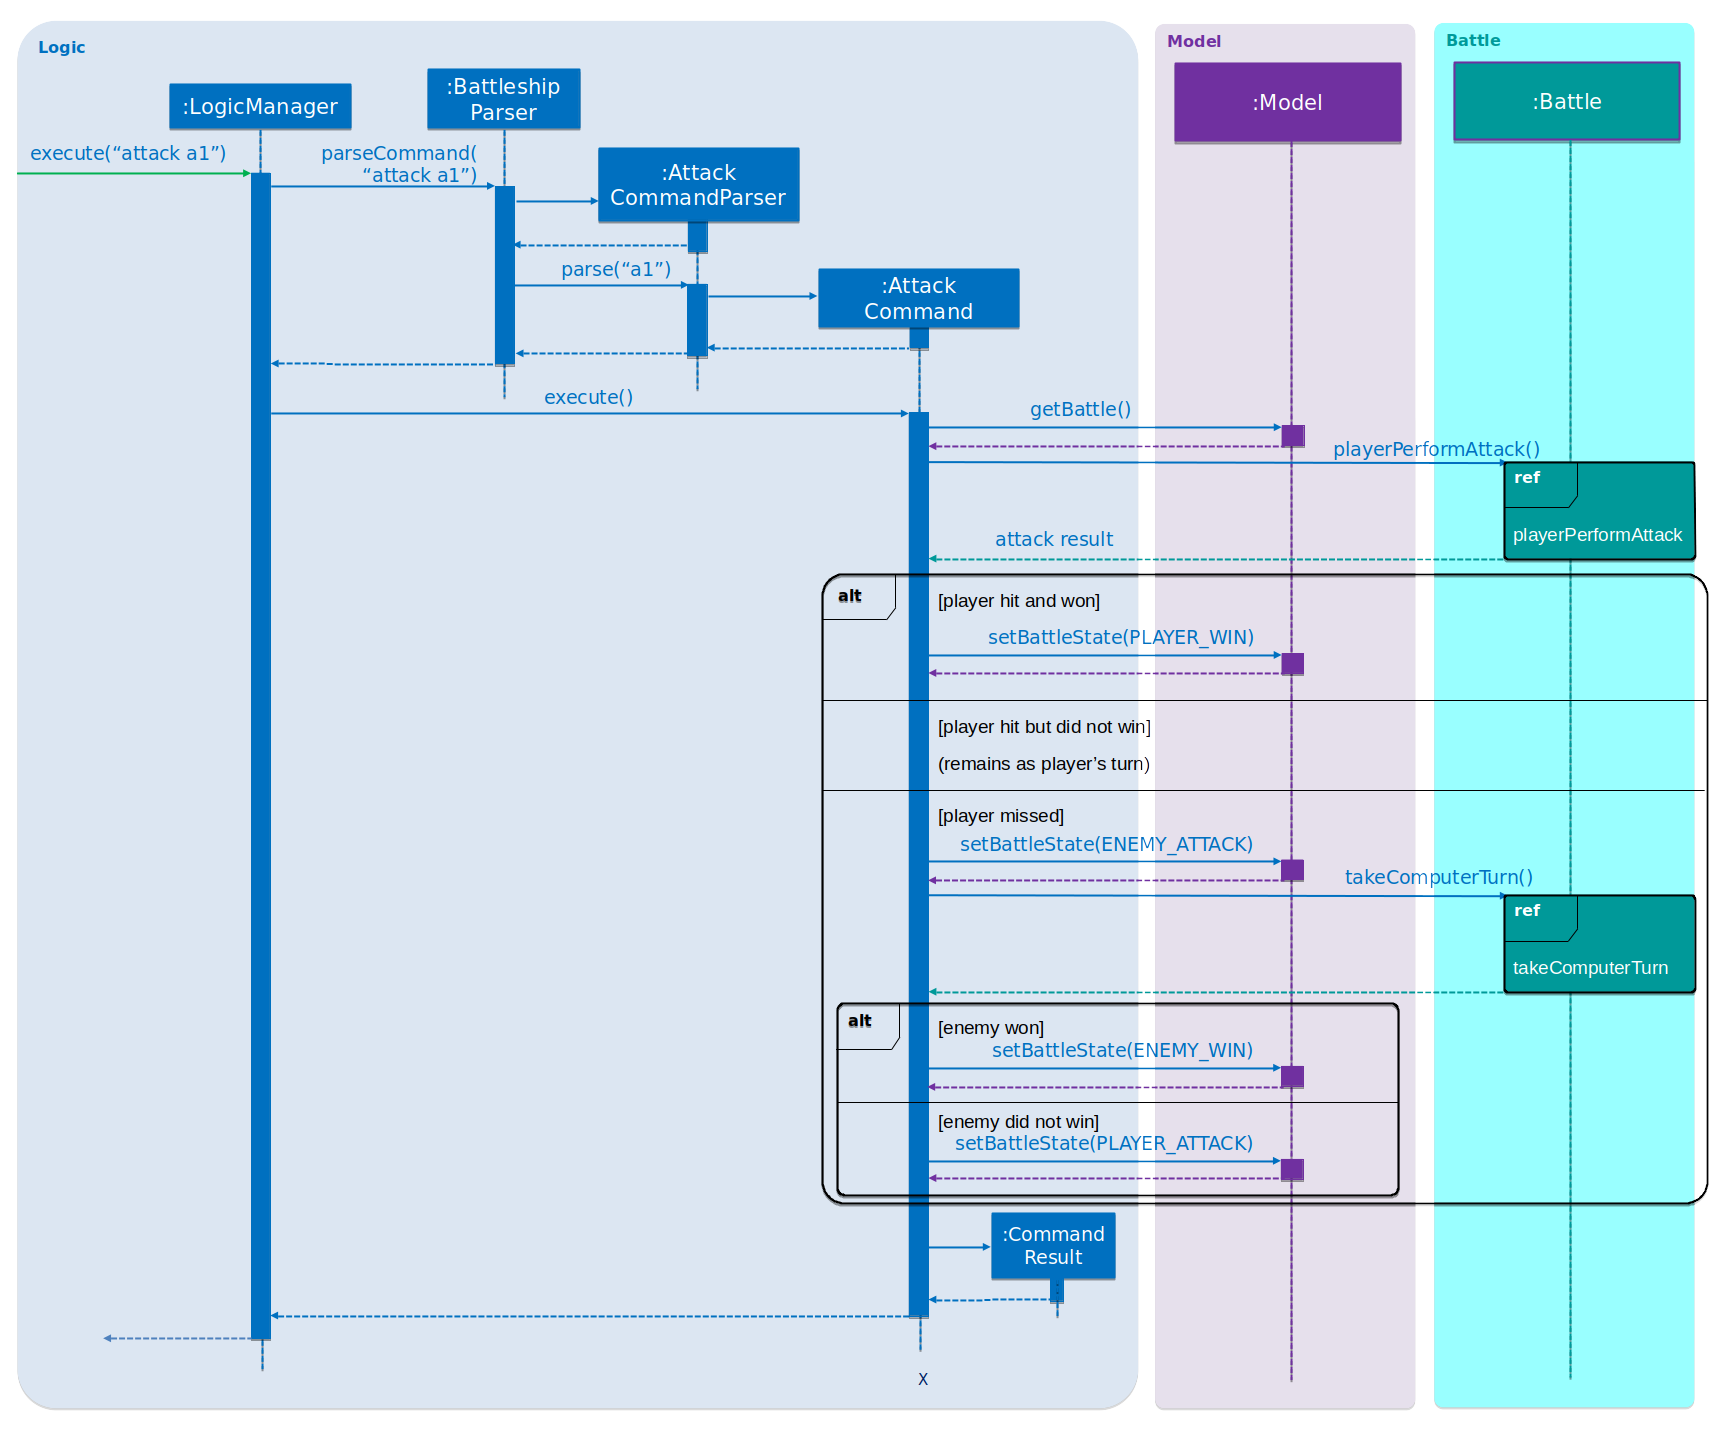 Logic
Model
Battle
:LogicManager
:Battleship
Parser
:Model
:Battle
execute(“attack a1”)
parseCommand(
“attack a1”)
:Attack
CommandParser
parse(“a1”)
:Attack
Command
execute()
getBattle()
playerPerformAttack()
ref
playerPerformAttack
attack result
alt
[player hit and won]
setBattleState(PLAYER_WIN)
[player hit but did not win]
(remains as player’s turn)
[player missed]
setBattleState(ENEMY_ATTACK)
takeComputerTurn()
ref
takeComputerTurn
alt
[enemy won]
setBattleState(ENEMY_WIN)
[enemy did not win]
setBattleState(PLAYER_ATTACK)
:Command
Result
X